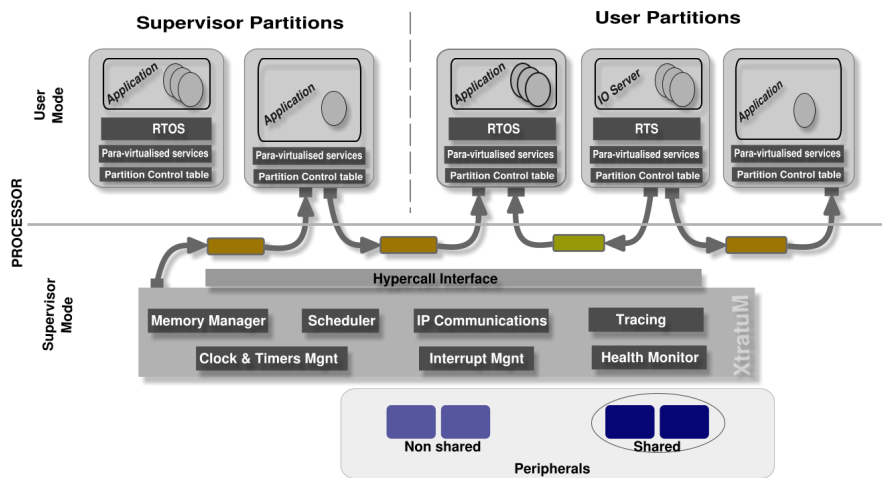 Supervisor Partitions
User Partitions
User
Mode
Application
RTOS
Para-virtualised services
Partition Control table
Application
Para-virtualised services
Partition Control table
Application
RTOS
Para-virtualised services
Partition Control table
IO Server
RTS
Para-virtualised services
Partition Control table
Application
Para-virtualised services
Partition Control table
PROCESSOR
Supervisor
Mode
Hypercall Interface
Memory Manager
Scheduler
IP Communications
Tracing
Clock & Timers Mgnt
Interrupt Mgnt
Health Monitor
XtratuM
Non shared
Shared
Peripherals